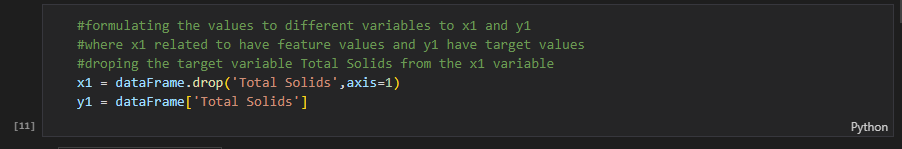 #formulating the values to different variables to x1 and y1
#where x1 related to have feature values and y1 have target values
#droping the target variable Total Solids from the x1 variable
x1 = dataFrame.drop('Total Solids',axis=1)
y1 = dataFrame['Total Solids']
[11]
Python